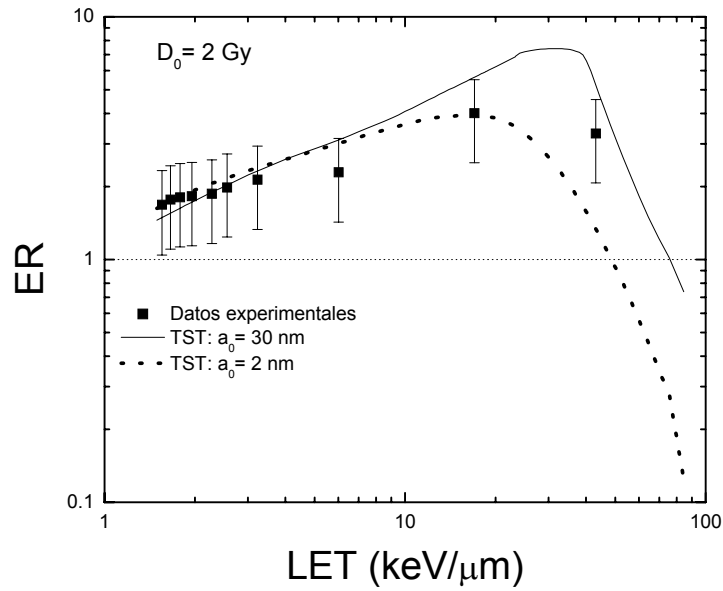 10
D₀= 2 Gy
ER
1
Datos experimentales
TST: a₀= 30 nm
TST: a₀= 2 nm
0.1
1 10 100
LET (keV/μm)